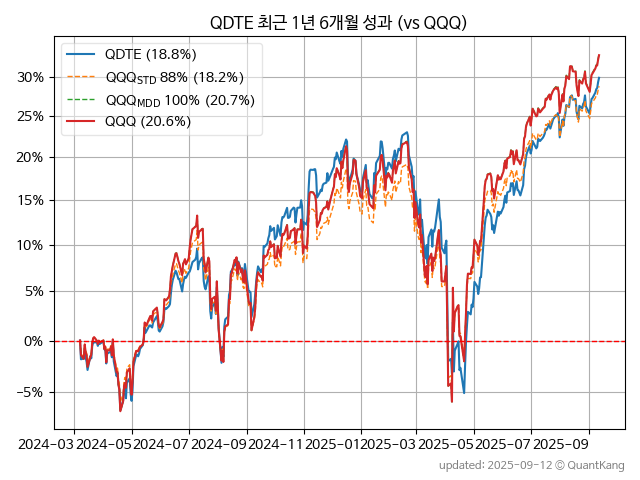 QDTE 최근 1년 6개월 성과 (vs QQQ)
QDTE (18.8%)
QQQSTD 88% (18.2%)
QQQMDD 100% (20.7%)
QQQ (20.6%)
30%
25%
20%
15%
10%
5%
0%
−5%
2024-03 2024-05 2024-07 2024-09 2024-11 2025-01 2025-03 2025-05 2025-07 2025-09
updated: 2025-09-12 © QuantKang